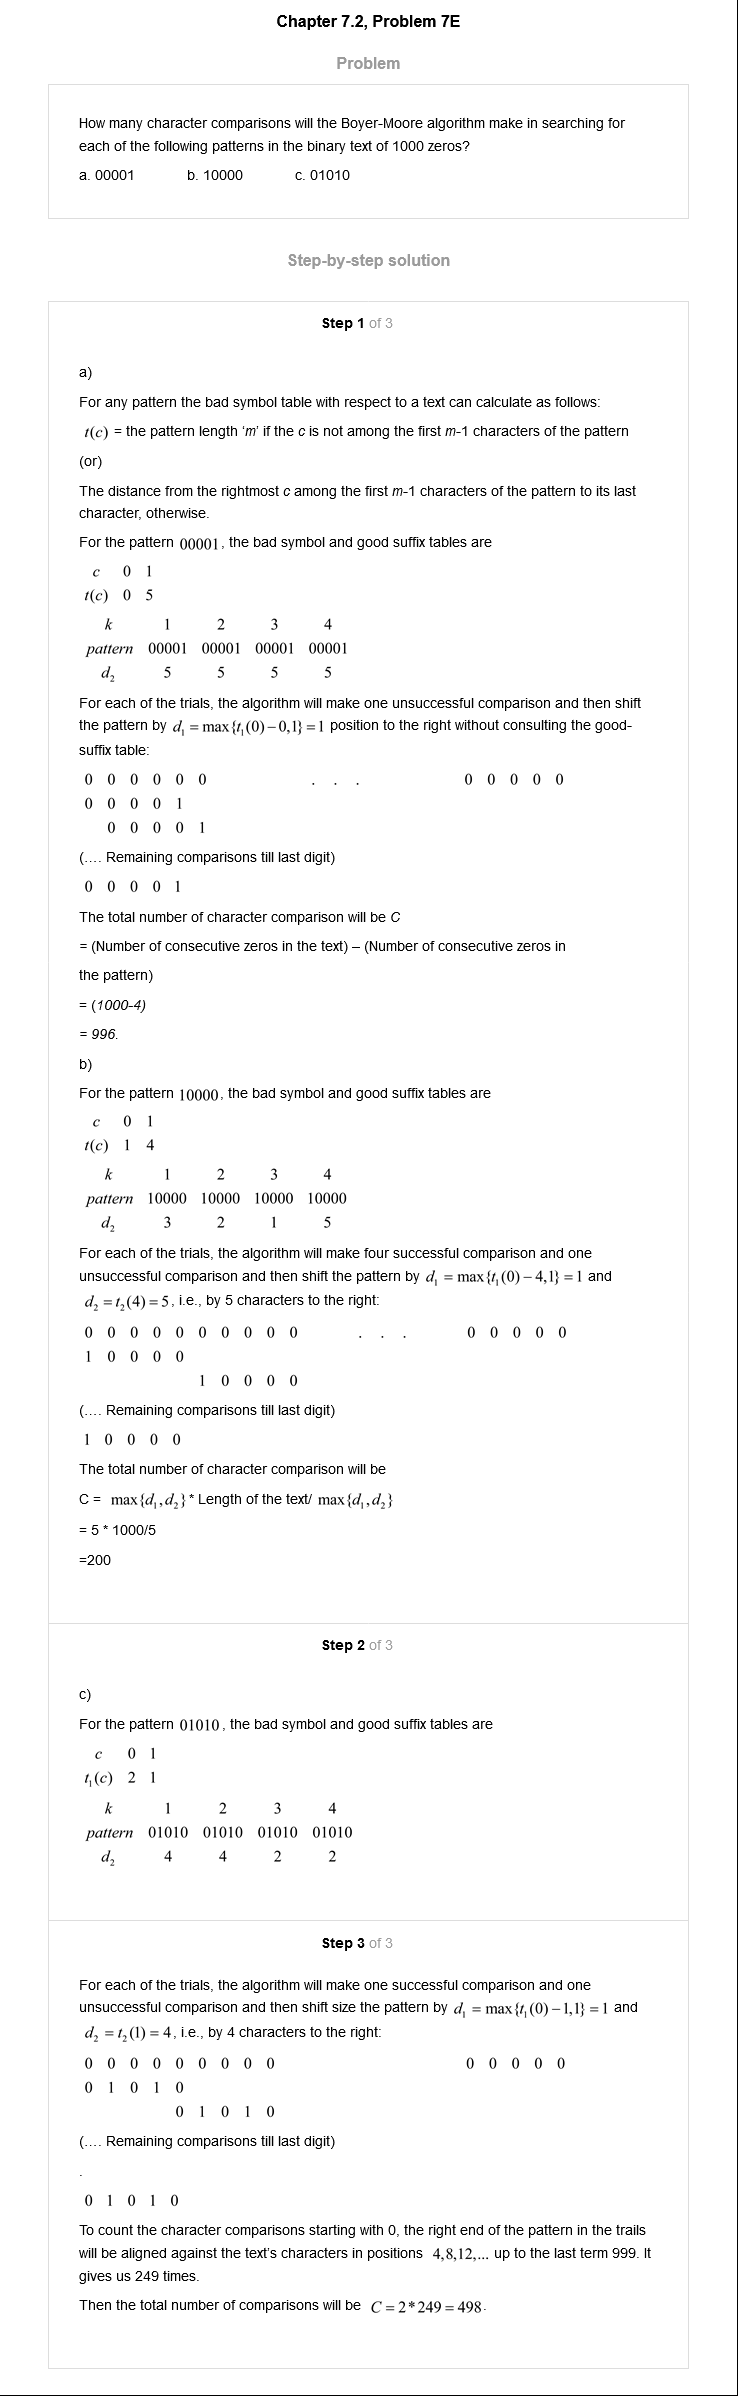 Chapter 7.2, Problem 7E
Problem
How many character comparisons will the Boyer-Moore algorithm make in searching for
each of the following patterns in the binary text of 1000 zeros?
a. 00001 b. 10000 c. 01010
Step-by-step solution
Step 1 of 3
a)
For any pattern the bad symbol table with respect to a text can calculate as follows:
t(c) = the pattern length ‘m’ if the c is not among the first m-1 characters of the pattern
(or)
The distance from the rightmost c among the first m-1 characters of the pattern to its last
character, otherwise.
For the pattern 00001, the bad symbol and good suffix tables are
c 0 1
t(c) 0 5
k 1 2 3 4
pattern 00001 00001 00001 00001
d₂ 5 5 5 5
For each of the trials, the algorithm will make one unsuccessful comparison and then shift
the pattern by d₁ = max{t₁(0)−0,1} = 1 position to the right without consulting the good-
suffix table:
0 0 0 0 0 0 . . . 0 0 0 0 0
0 0 0 0 1
0 0 0 0 1
(.... Remaining comparisons till last digit)
0 0 0 0 1
The total number of character comparison will be C
= (Number of consecutive zeros in the text) – (Number of consecutive zeros in
the pattern)
= (1000-4)
= 996.
b)
For the pattern 10000, the bad symbol and good suffix tables are
c 0 1
t(c) 1 4
k 1 2 3 4
pattern 10000 10000 10000 10000
d₂ 3 2 1 5
For each of the trials, the algorithm will make four successful comparison and one
unsuccessful comparison and then shift the pattern by d₁ = max{t₁(0)−4,1} = 1 and
d₂ = t₂(4) = 5, i.e., by 5 characters to the right:
0 0 0 0 0 0 0 0 0 0 . . . 0 0 0 0 0
1 0 0 0 0
1 0 0 0 0
(.... Remaining comparisons till last digit)
1 0 0 0 0
The total number of character comparison will be
C = max{d₁,d₂} * Length of the text/ max{d₁,d₂}
= 5 * 1000/5
=200
Step 2 of 3
c)
For the pattern 01010, the bad symbol and good suffix tables are
c 0 1
t₁(c) 2 1
k 1 2 3 4
pattern 01010 01010 01010 01010
d₂ 4 4 2 2
Step 3 of 3
For each of the trials, the algorithm will make one successful comparison and one
unsuccessful comparison and then shift size the pattern by d₁ = max{t₁(0)−1,1} = 1 and
d₂ = t₂(1) = 4, i.e., by 4 characters to the right:
0 0 0 0 0 0 0 0 0 0 0 0 0 0
0 1 0 1 0
0 1 0 1 0
(.... Remaining comparisons till last digit)
.
0 1 0 1 0
To count the character comparisons starting with 0, the right end of the pattern in the trails
will be aligned against the text's characters in positions 4,8,12,... up to the last term 999. It
gives us 249 times.
Then the total number of comparisons will be C = 2*249 = 498.